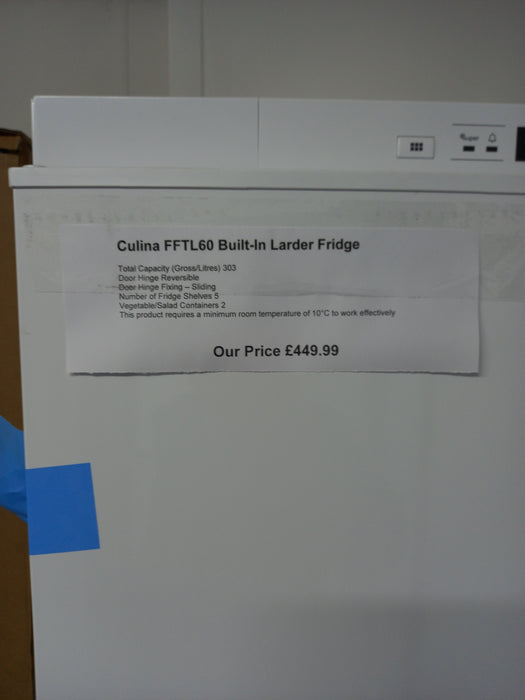 super
Culina FFTL60 Built-In Larder Fridge
Total Capacity (Gross/Litres) 303
Door Hinge Reversible
Door Hinge Fixing – Sliding
Number of Fridge Shelves 5
Vegetable/Salad Containers 2
This product requires a minimum room temperature of 10°C to work effectively
Our Price £449.99